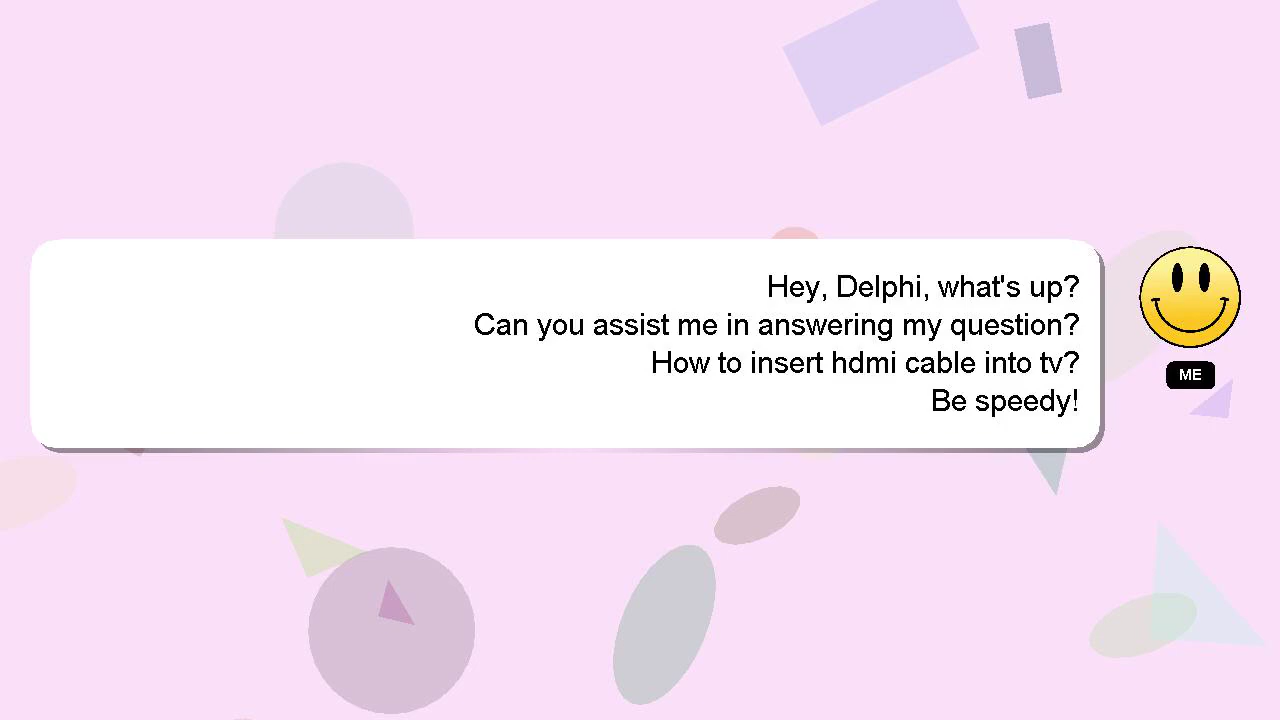 Hey, Delphi, what's up?
Can you assist me in answering my question?
How to insert hdmi cable into tv?
Be speedy!
ME